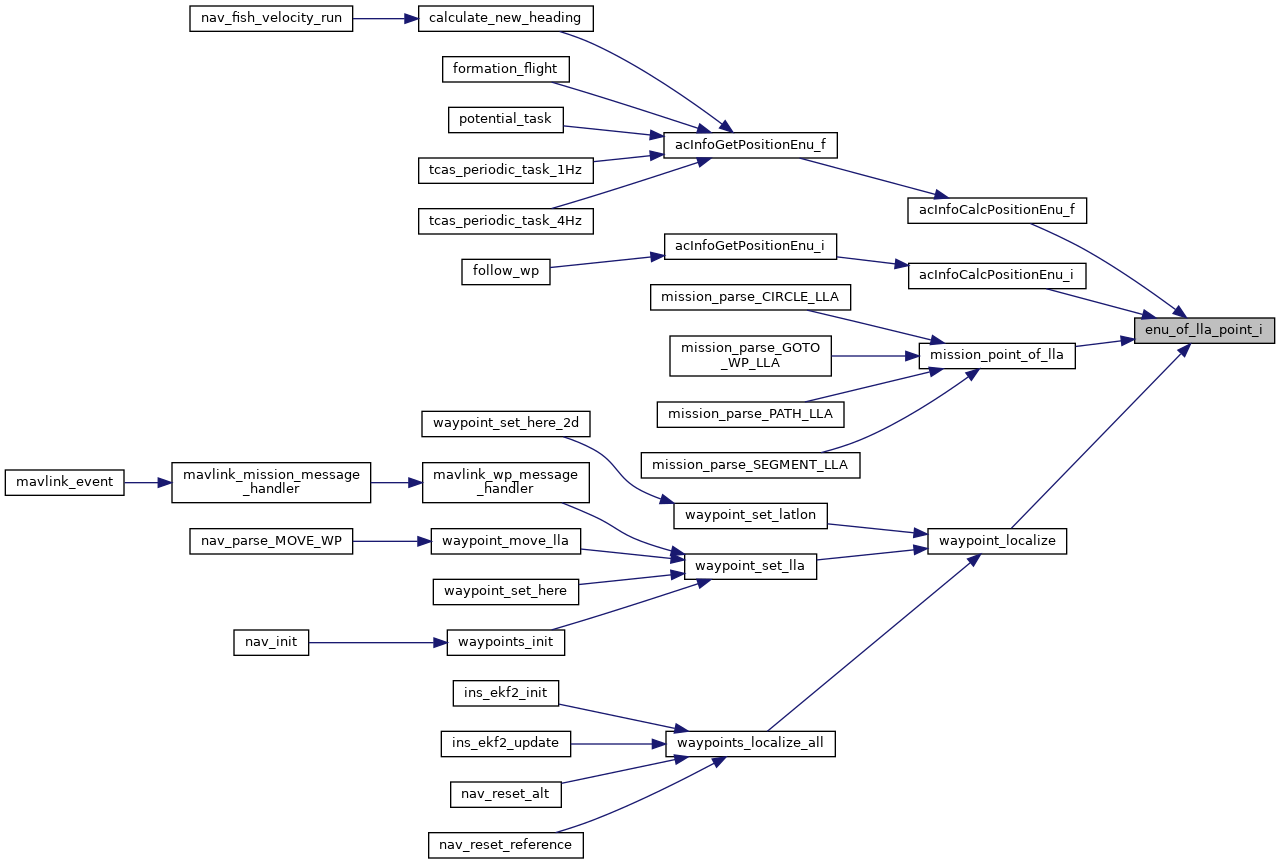 nav_fish_velocity_run
calculate_new_heading
formation_flight
potential_task
acInfoGetPositionEnu_f
tcas_periodic_task_1Hz
acInfoCalcPositionEnu_f
tcas_periodic_task_4Hz
acInfoGetPositionEnu_i
follow_wp
acInfoCalcPositionEnu_i
mission_parse_CIRCLE_LLA
enu_of_lla_point_i
mission_parse_GOTO
_WP_LLA
mission_point_of_lla
mission_parse_PATH_LLA
waypoint_set_here_2d
mission_parse_SEGMENT_LLA
mavlink_event
mavlink_mission_message
_handler
mavlink_wp_message
_handler
waypoint_set_latlon
nav_parse_MOVE_WP
waypoint_move_lla
waypoint_localize
waypoint_set_lla
waypoint_set_here
nav_init
waypoints_init
ins_ekf2_init
ins_ekf2_update
waypoints_localize_all
nav_reset_alt
nav_reset_reference